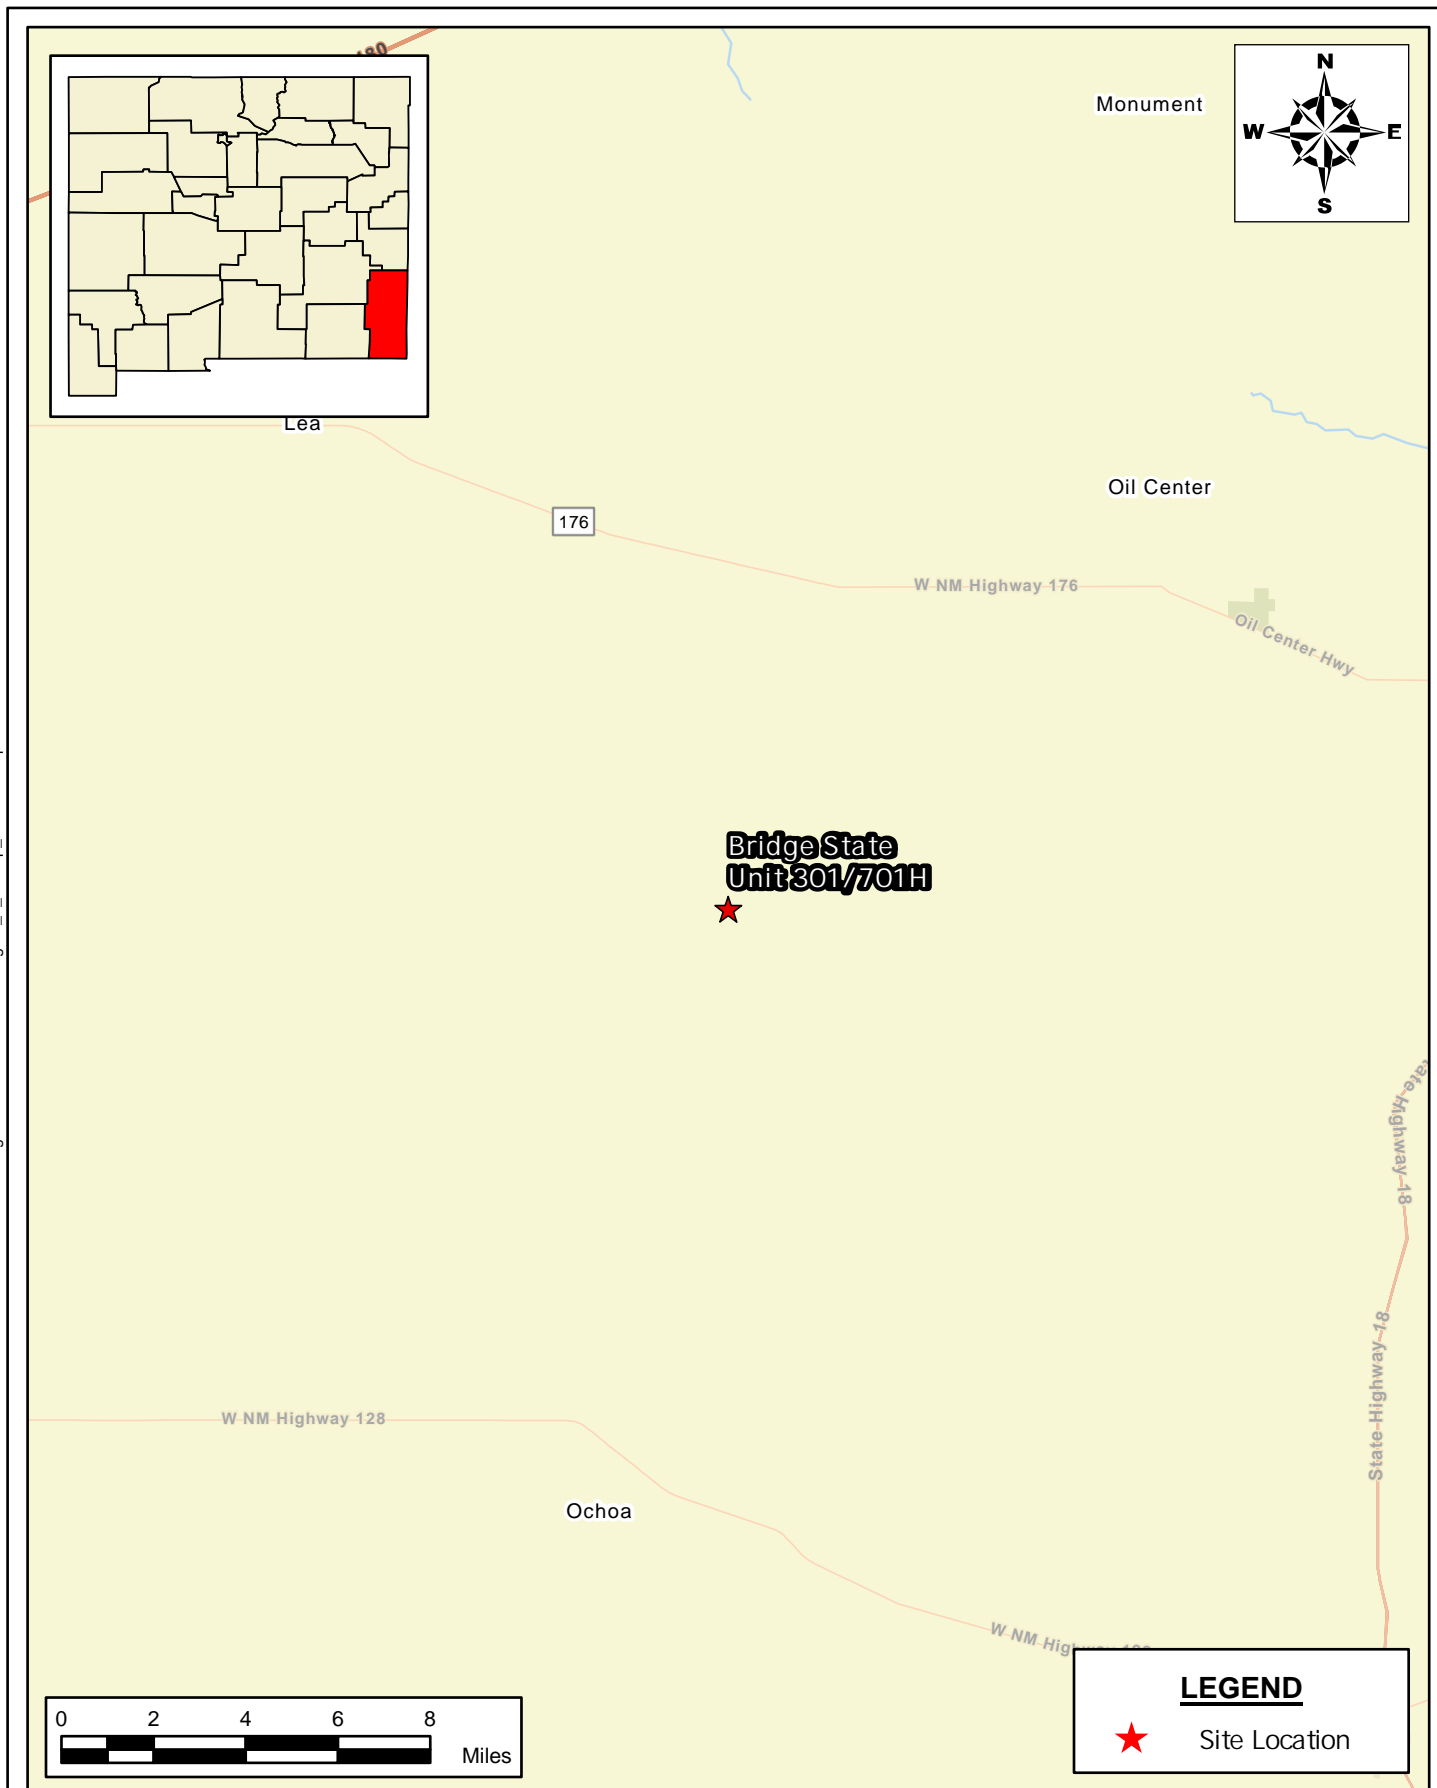 Monument
N
W E
S
Lea
Oil Center
176
W NM Highway 176
Oil Center Hwy
Bridge State
Unit 301/701H
Highway 18
State Highway 18
W NM Highway 128
Ochoa
W NM
0 2 4 6 8
Miles
LEGEND
Site Location